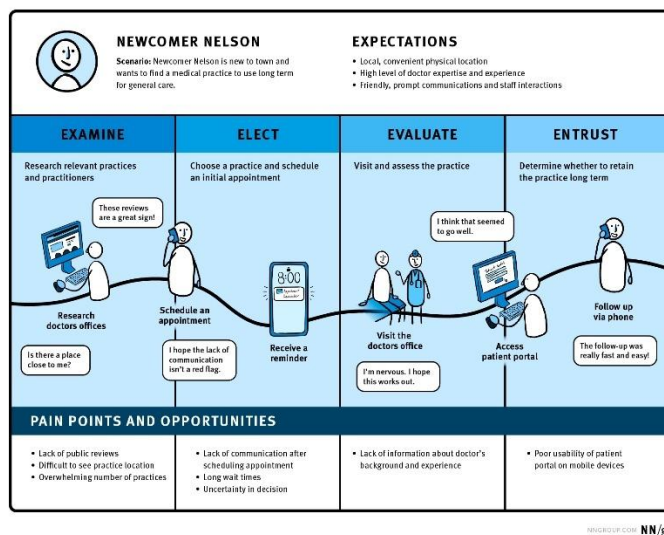 NEWCOMER NELSON
Scenario: Newcomer Nelson is new to town and
wants to find a medical practice to use long term
for general care.
EXPECTATIONS
• Local, convenient physical location
• High level of doctor expertise and experience
• Friendly, prompt communications and staff interactions
EXAMINE
ELECT
EVALUATE
ENTRUST
Research relevant practices
and practitioners
Choose a practice and schedule
an initial appointment
Visit and assess the practice
Determine whether to retain
the practice long term
These reviews
are a great sign!
I think that seemed
to go well.
8:00
Research
doctors offices
Schedule an
appointment
Receive a
reminder
Visit the
doctors office
Access
patient portal
Follow up
via phone
Is there a place
close to me?
I hope the lack of
communication
isn't a red flag.
I'm nervous. I hope
this works out.
The follow-up was
really fast and easy!
PAIN POINTS AND OPPORTUNITIES
• Lack of public reviews
• Difficult to see practice location
• Overwhelming number of practices
• Lack of communication after
scheduling appointment
• Long wait times
• Uncertainty in decision
• Lack of information about doctor's
background and experience
• Poor usability of patient
portal on mobile devices
NNGROUP.COM NN/g